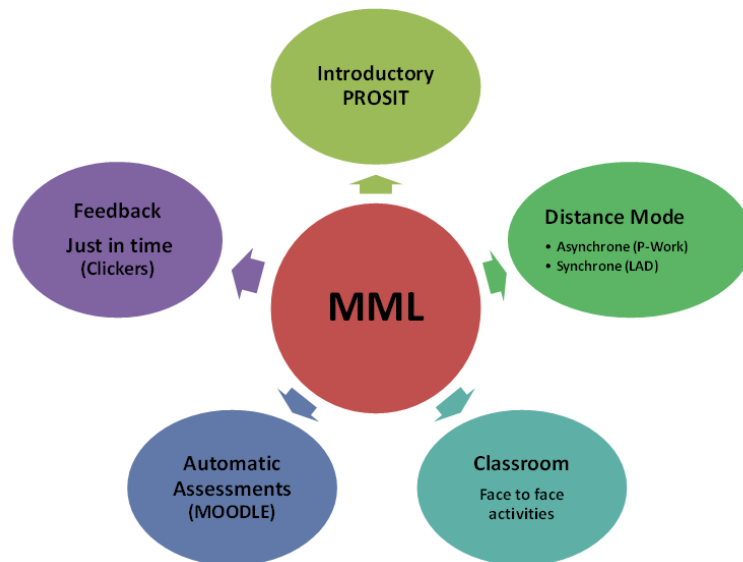 Introductory
PROSIT
Feedback
Just in time
(Clickers)
Distance Mode
• Asynchrone (P-Work)
• Synchrone (LAD)
MML
Automatic
Assessments
(MOODLE)
Classroom
Face to face
activities